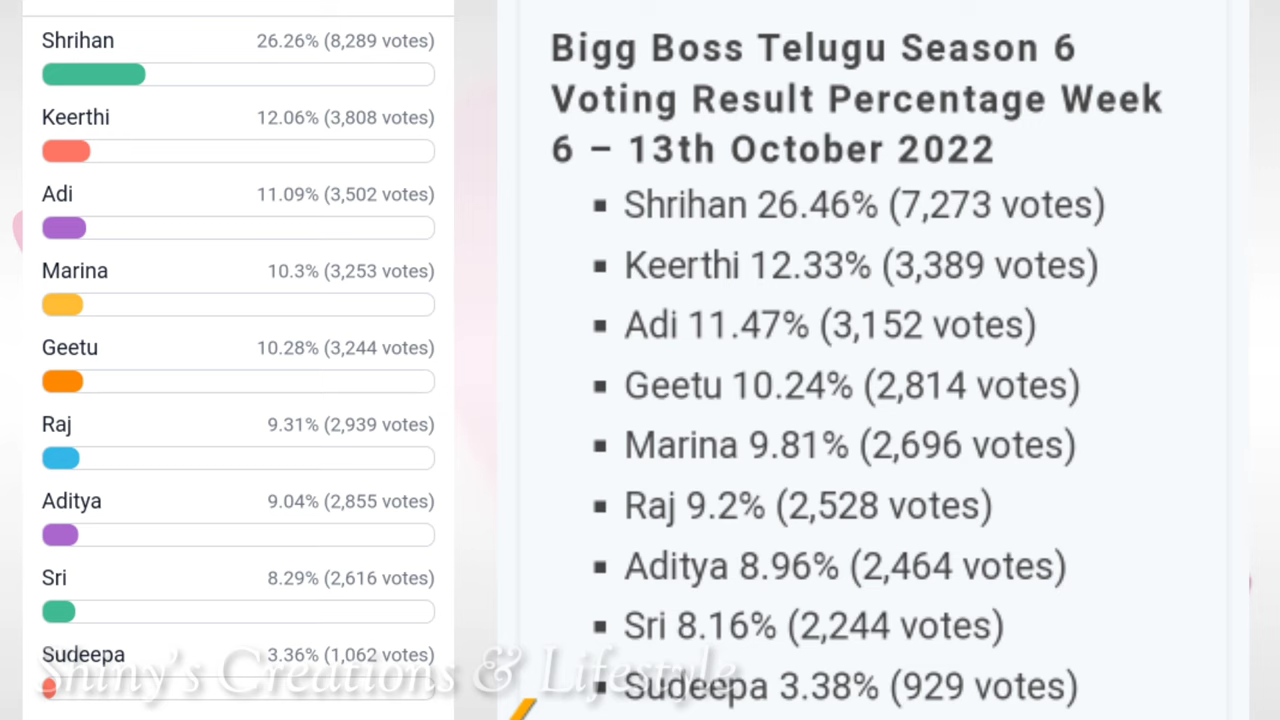 Shrihan 26.26% (8,289 votes)
Keerthi 12.06% (3,808 votes)
Adi 11.09% (3,502 votes)
Marina 10.3% (3,253 votes)
Geetu 10.28% (3,244 votes)
Raj 9.31% (2,939 votes)
Aditya 9.04% (2,855 votes)
Sri 8.29% (2,616 votes)
Sudeepa 3.36% (1,062 votes)
Bigg Boss Telugu Season 6
Voting Result Percentage Week
6 – 13th October 2022
▪ Shrihan 26.46% (7,273 votes)
▪ Keerthi 12.33% (3,389 votes)
▪ Adi 11.47% (3,152 votes)
▪ Geetu 10.24% (2,814 votes)
▪ Marina 9.81% (2,696 votes)
▪ Raj 9.2% (2,528 votes)
▪ Aditya 8.96% (2,464 votes)
▪ Sri 8.16% (2,244 votes)
▪ Sudeepa 3.38% (929 votes)
Shiny's Creations & Lifestyle